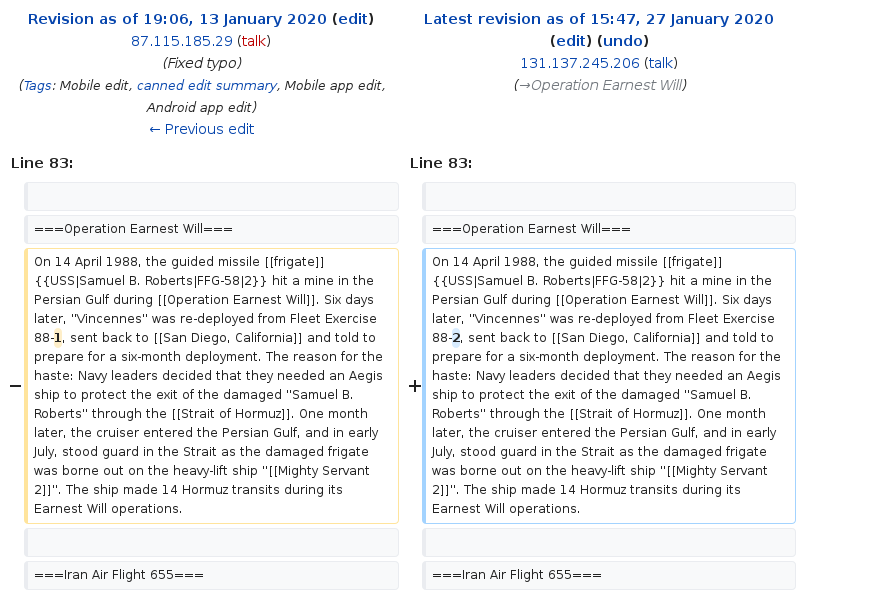 Revision as of 19:06, 13 January 2020 (edit)
87.115.185.29 (talk)
(Fixed typo)
(Tags: Mobile edit, canned edit summary, Mobile app edit,
Android app edit)
← Previous edit
Latest revision as of 15:47, 27 January 2020
(edit) (undo)
131.137.245.206 (talk)
(→Operation Earnest Will)
Line 83:
===Operation Earnest Will===
− On 14 April 1988, the guided missile [[frigate]]
{{USS|Samuel B. Roberts|FFG-58|2}} hit a mine in the
Persian Gulf during [[Operation Earnest Will]]. Six days
later, ''Vincennes'' was re-deployed from Fleet Exercise
88-1, sent back to [[San Diego, California]] and told to
prepare for a six-month deployment. The reason for the
haste: Navy leaders decided that they needed an Aegis
ship to protect the exit of the damaged ''Samuel B.
Roberts'' through the [[Strait of Hormuz]]. One month
later, the cruiser entered the Persian Gulf, and in early
July, stood guard in the Strait as the damaged frigate
was borne out on the heavy-lift ship ''[[Mighty Servant
2]]''. The ship made 14 Hormuz transits during its
Earnest Will operations.
===Iran Air Flight 655===
Line 83:
===Operation Earnest Will===
+ On 14 April 1988, the guided missile [[frigate]]
{{USS|Samuel B. Roberts|FFG-58|2}} hit a mine in the
Persian Gulf during [[Operation Earnest Will]]. Six days
later, ''Vincennes'' was re-deployed from Fleet Exercise
88-2, sent back to [[San Diego, California]] and told to
prepare for a six-month deployment. The reason for the
haste: Navy leaders decided that they needed an Aegis
ship to protect the exit of the damaged ''Samuel B.
Roberts'' through the [[Strait of Hormuz]]. One month
later, the cruiser entered the Persian Gulf, and in early
July, stood guard in the Strait as the damaged frigate
was borne out on the heavy-lift ship ''[[Mighty Servant
2]]''. The ship made 14 Hormuz transits during its
Earnest Will operations.
===Iran Air Flight 655===